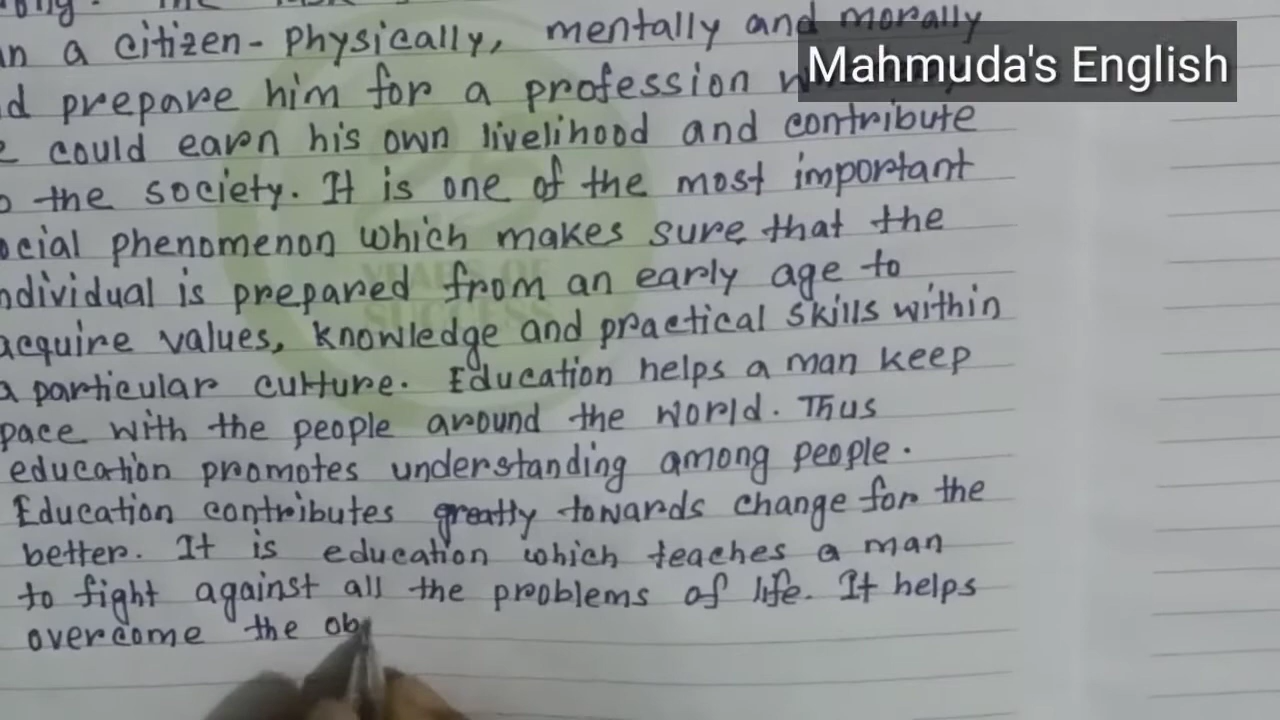 a citizen - physically, mentally and morally
Mahmuda's English
prepare him for a profession
could earn his own livelihood and contribute
the society. It is one of the most important
phenomenon which makes sure that the
is prepared from an early age to
acquire values, knowledge and practical skills within
a particular culture. Education helps a man keep
pace with the people around the world. Thus
education promotes understanding among people.
Education contributes greatly towards change for the
better. It is education which teaches a man
to fight against all the problems of life. It helps
overcome the ob
YEARS OF
SUCCESS